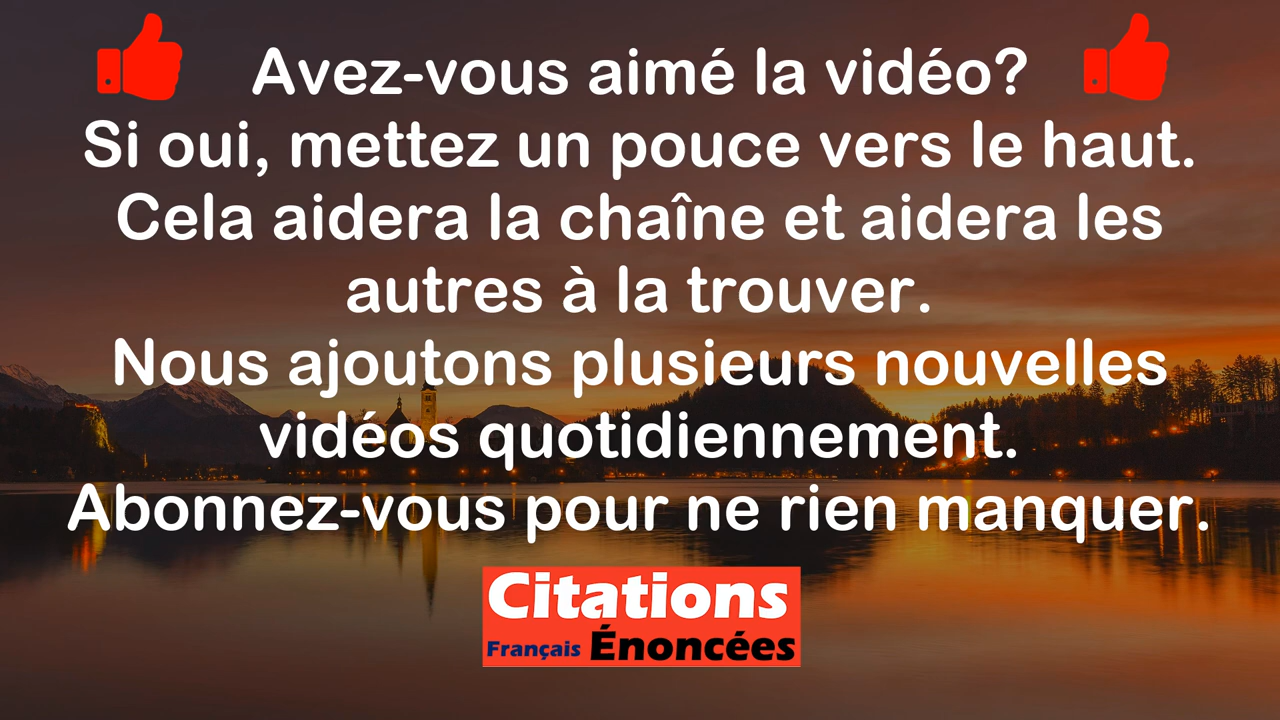 Avez-vous aimé la vidéo?
Si oui, mettez un pouce vers le haut.
Cela aidera la chaîne et aidera les
autres à la trouver.
Nous ajoutons plusieurs nouvelles
vidéos quotidiennement.
Abonnez-vous pour ne rien manquer.
Citations
Français Énoncées